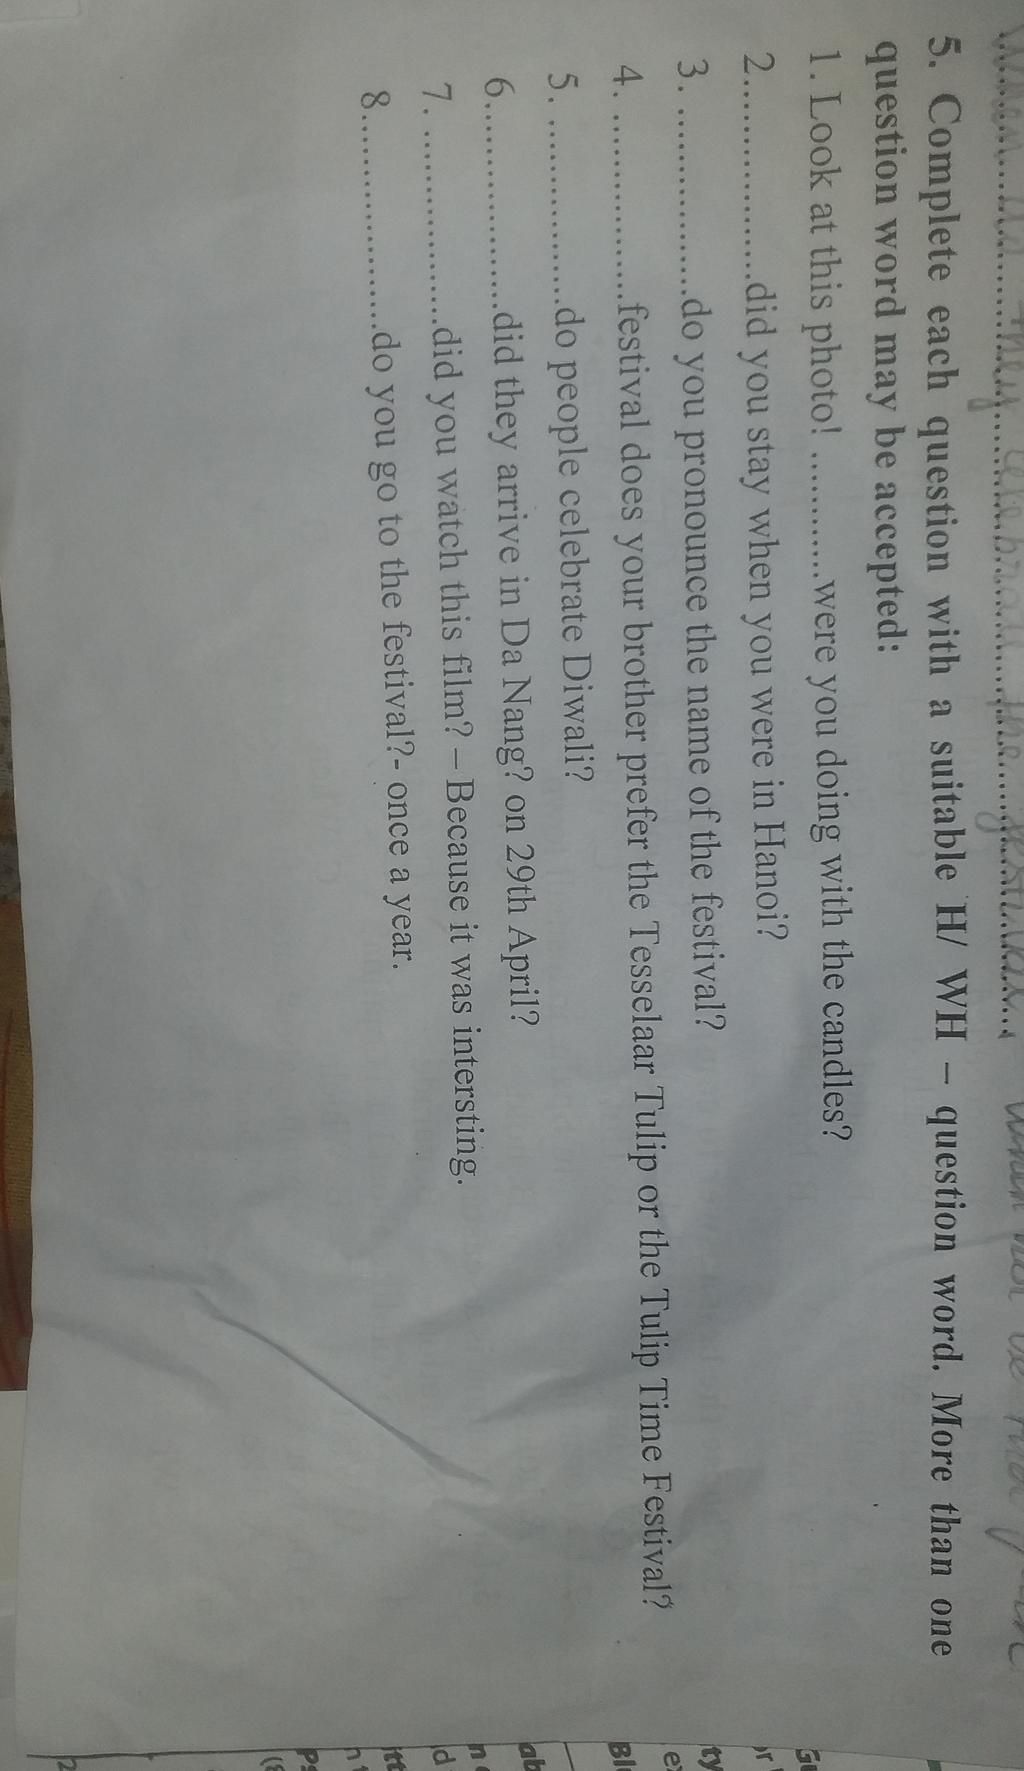 5. Complete each question with a suitable H/ WH – question word. More than one
question word may be accepted:
1. Look at this photo! ...........were you doing with the candles?
2.................did you stay when you were in Hanoi?
3. ................do you pronounce the name of the festival?
4. ................festival does your brother prefer the Tesselaar Tulip or the Tulip Time Festival?
5. ................do people celebrate Diwali?
6.................did they arrive in Da Nang? on 29th April?
7. ................did you watch this film? – Because it was intersting.
8.................do you go to the festival?- once a year.